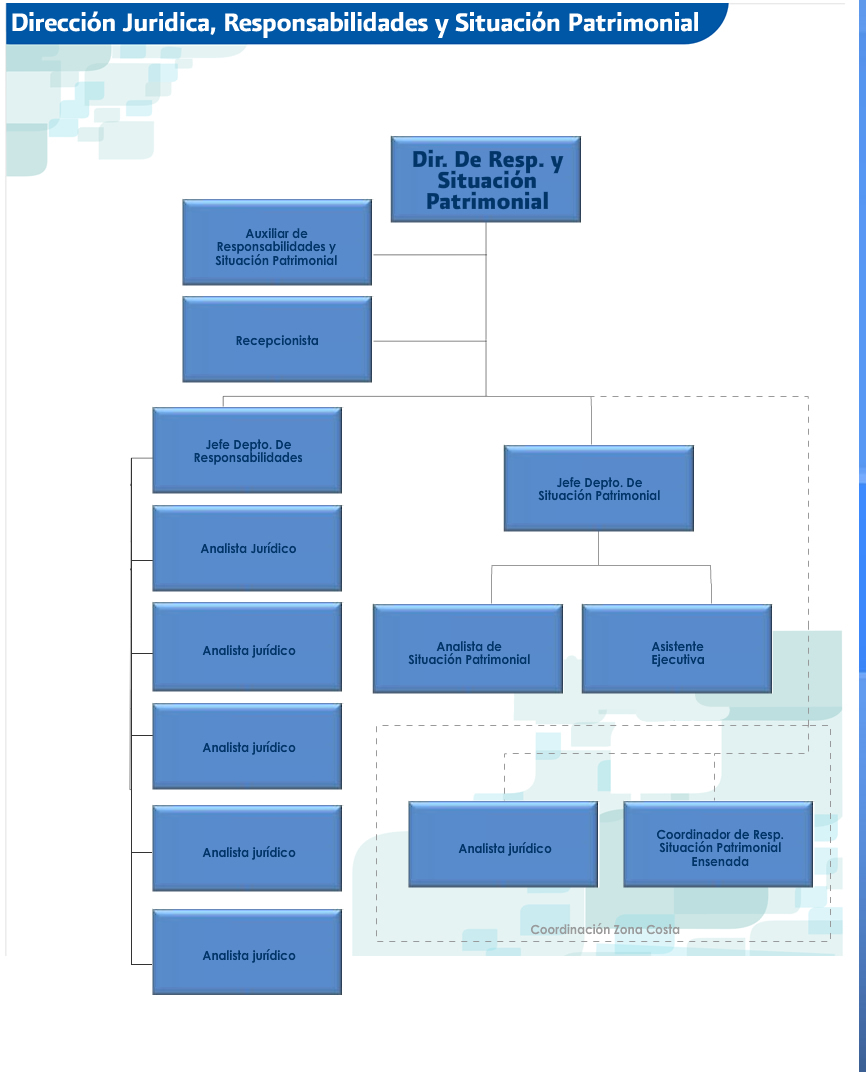 Dirección Juridica, Responsabilidades y Situación Patrimonial
Dir. De Resp. y
Situación
Patrimonial
Auxiliar de
Responsabilidades y
Situación Patrimonial
Recepcionista
Jefe Depto. De
Responsabilidades
Jefe Depto. De
Situación Patrimonial
Analista Jurídico
Analista jurídico
Analista de
Situación Patrimonial
Asistente
Ejecutiva
Analista jurídico
Analista jurídico
Analista jurídico
Coordinador de Resp.
Situación Patrimonial
Ensenada
Coordinación Zona Costa
Analista jurídico